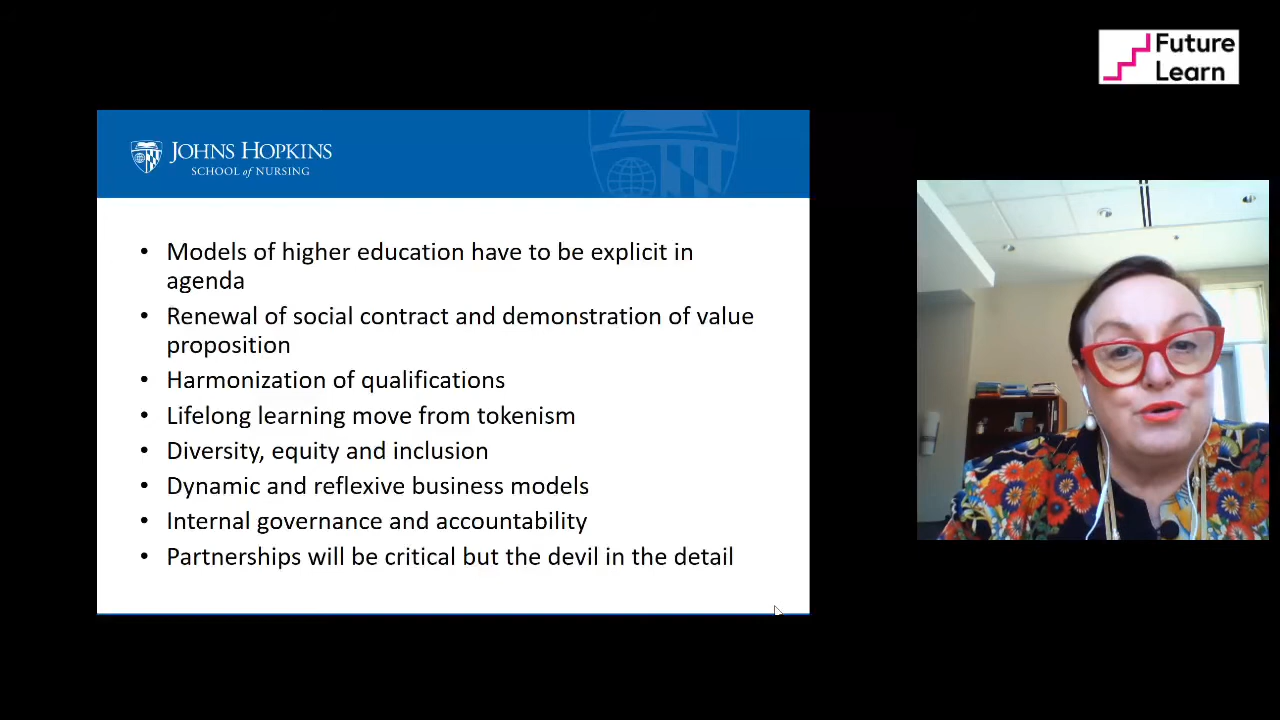 Future
Learn
JOHNS HOPKINS
SCHOOL of NURSING
• Models of higher education have to be explicit in
agenda
• Renewal of social contract and demonstration of value
proposition
• Harmonization of qualifications
• Lifelong learning move from tokenism
• Diversity, equity and inclusion
• Dynamic and reflexive business models
• Internal governance and accountability
• Partnerships will be critical but the devil in the detail